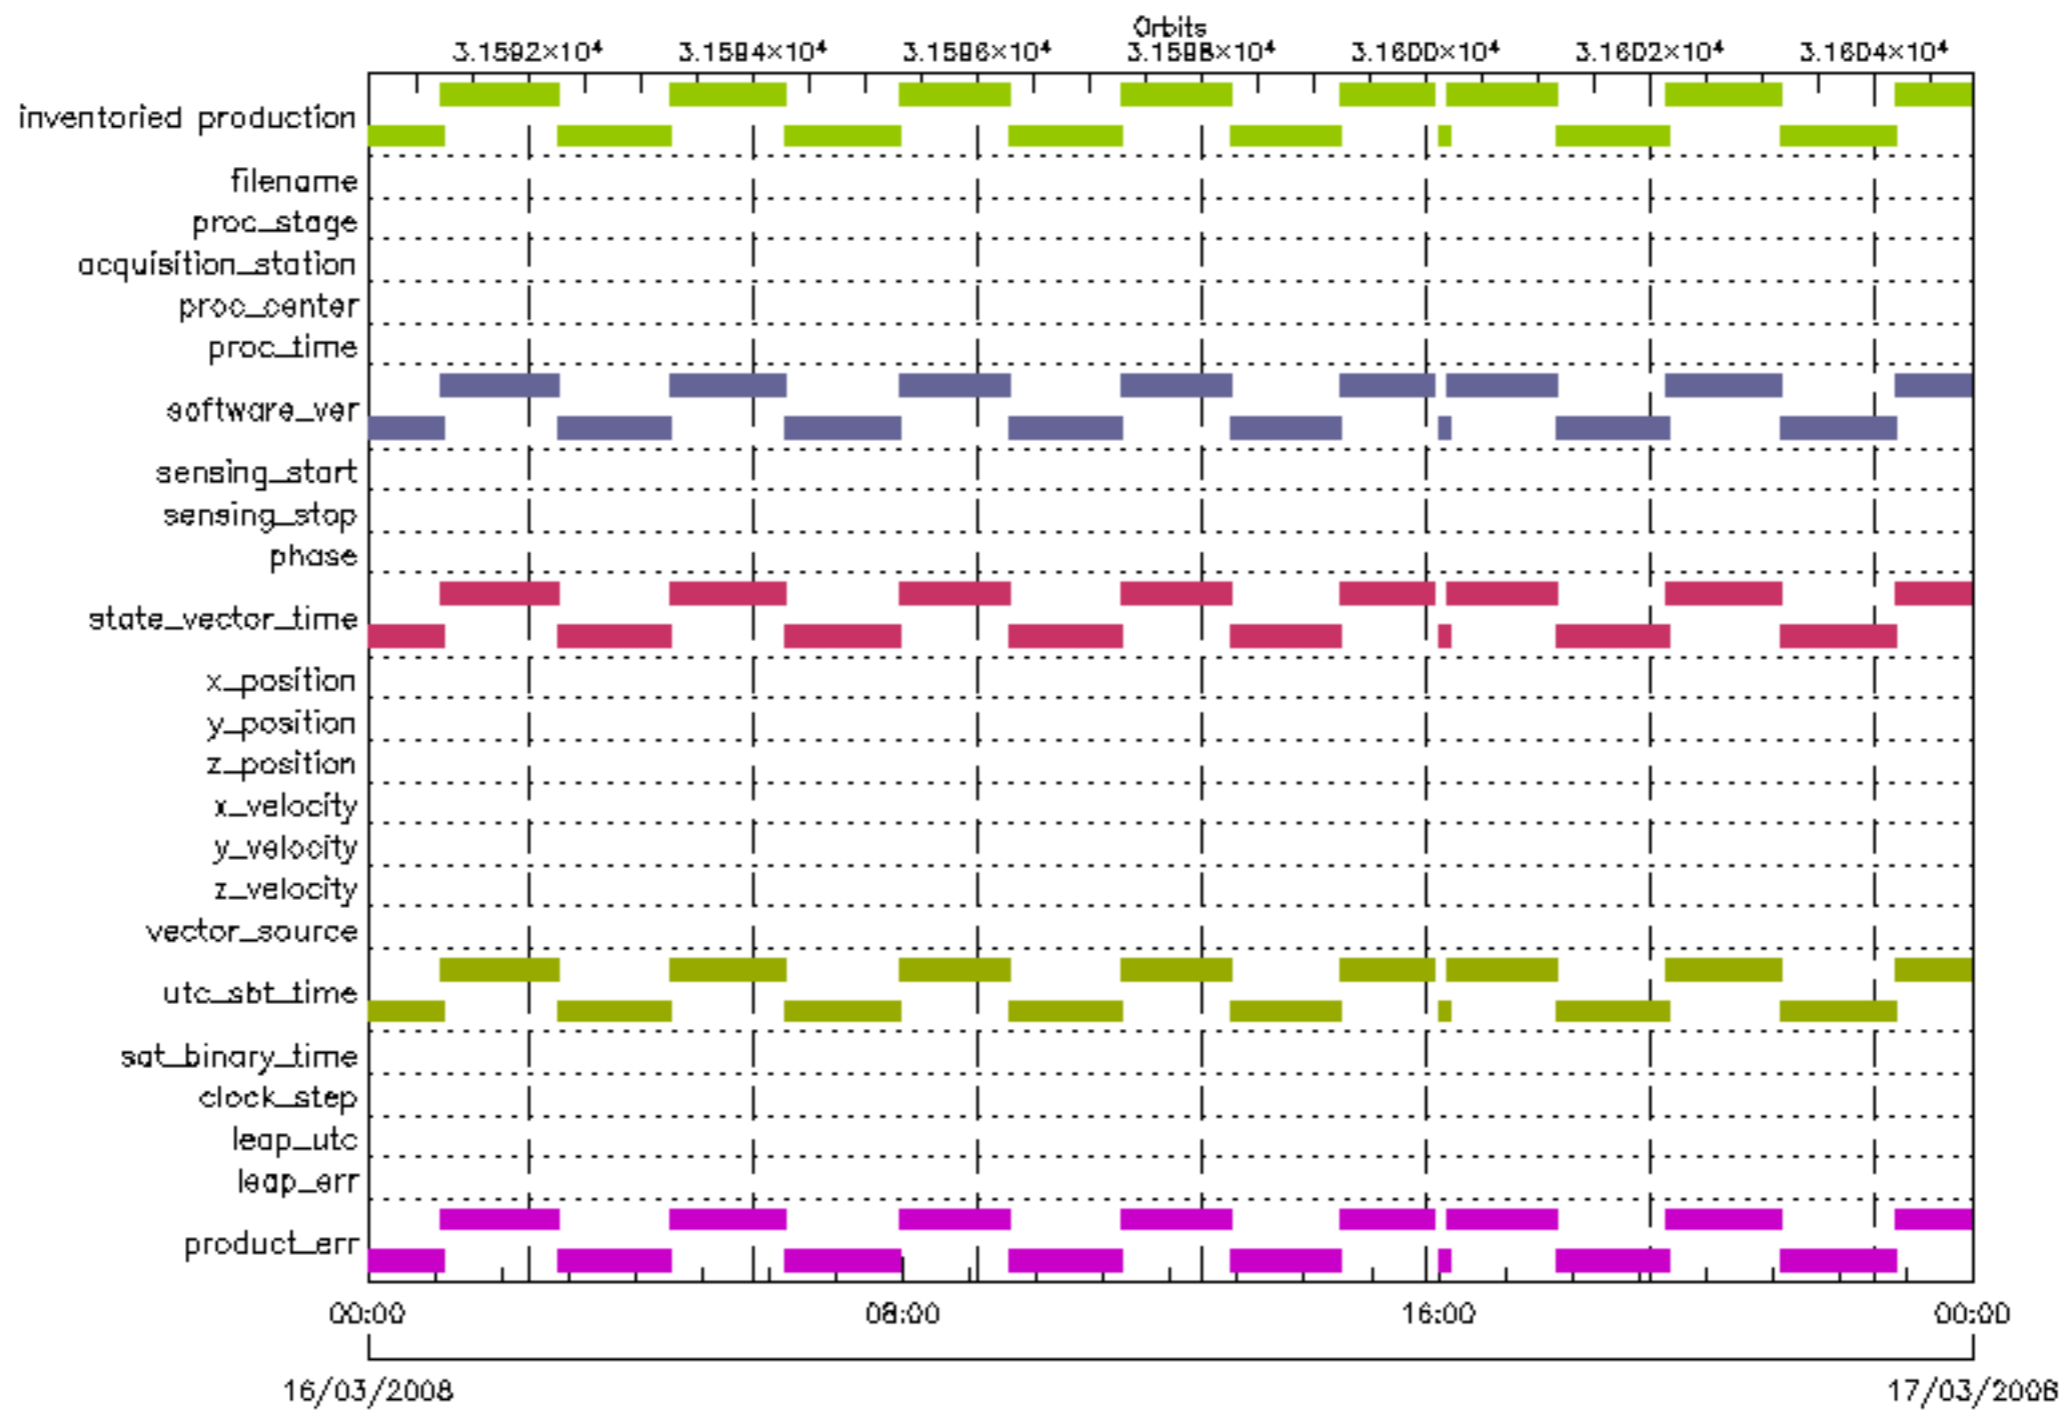 Orbits
3.1592×10⁴ 3.1594×10⁴ 3.1596×10⁴ 3.1598×10⁴ 3.1600×10⁴ 3.1602×10⁴ 3.1604×10⁴
inventoried production
filename
proc_stage
acquisition_station
proc_center
proc_time
software_ver
sensing_start
sensing_stop
phase
state_vector_time
x_position
y_position
z_position
x_velocity
y_velocity
z_velocity
vector_source
utc_sbt_time
sat_binary_time
clock_step
leap_utc
leap_err
product_err
00:00 08:00 16:00 00:00
16/03/2008 17/03/2008